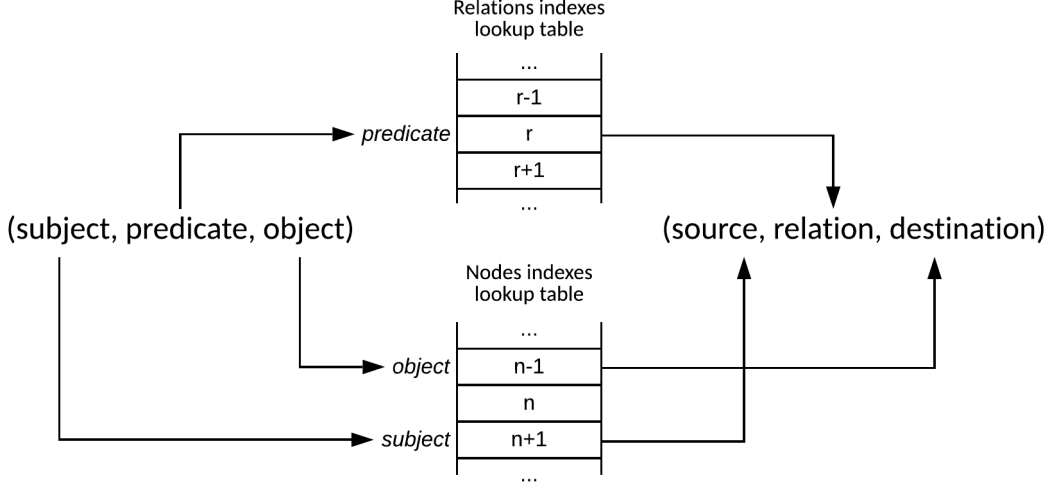 Relations indexes
lookup table
...
r-1
predicate r
r+1
...
(subject, predicate, object)
(source, relation, destination)
Nodes indexes
lookup table
...
object n-1
n
subject n+1
...